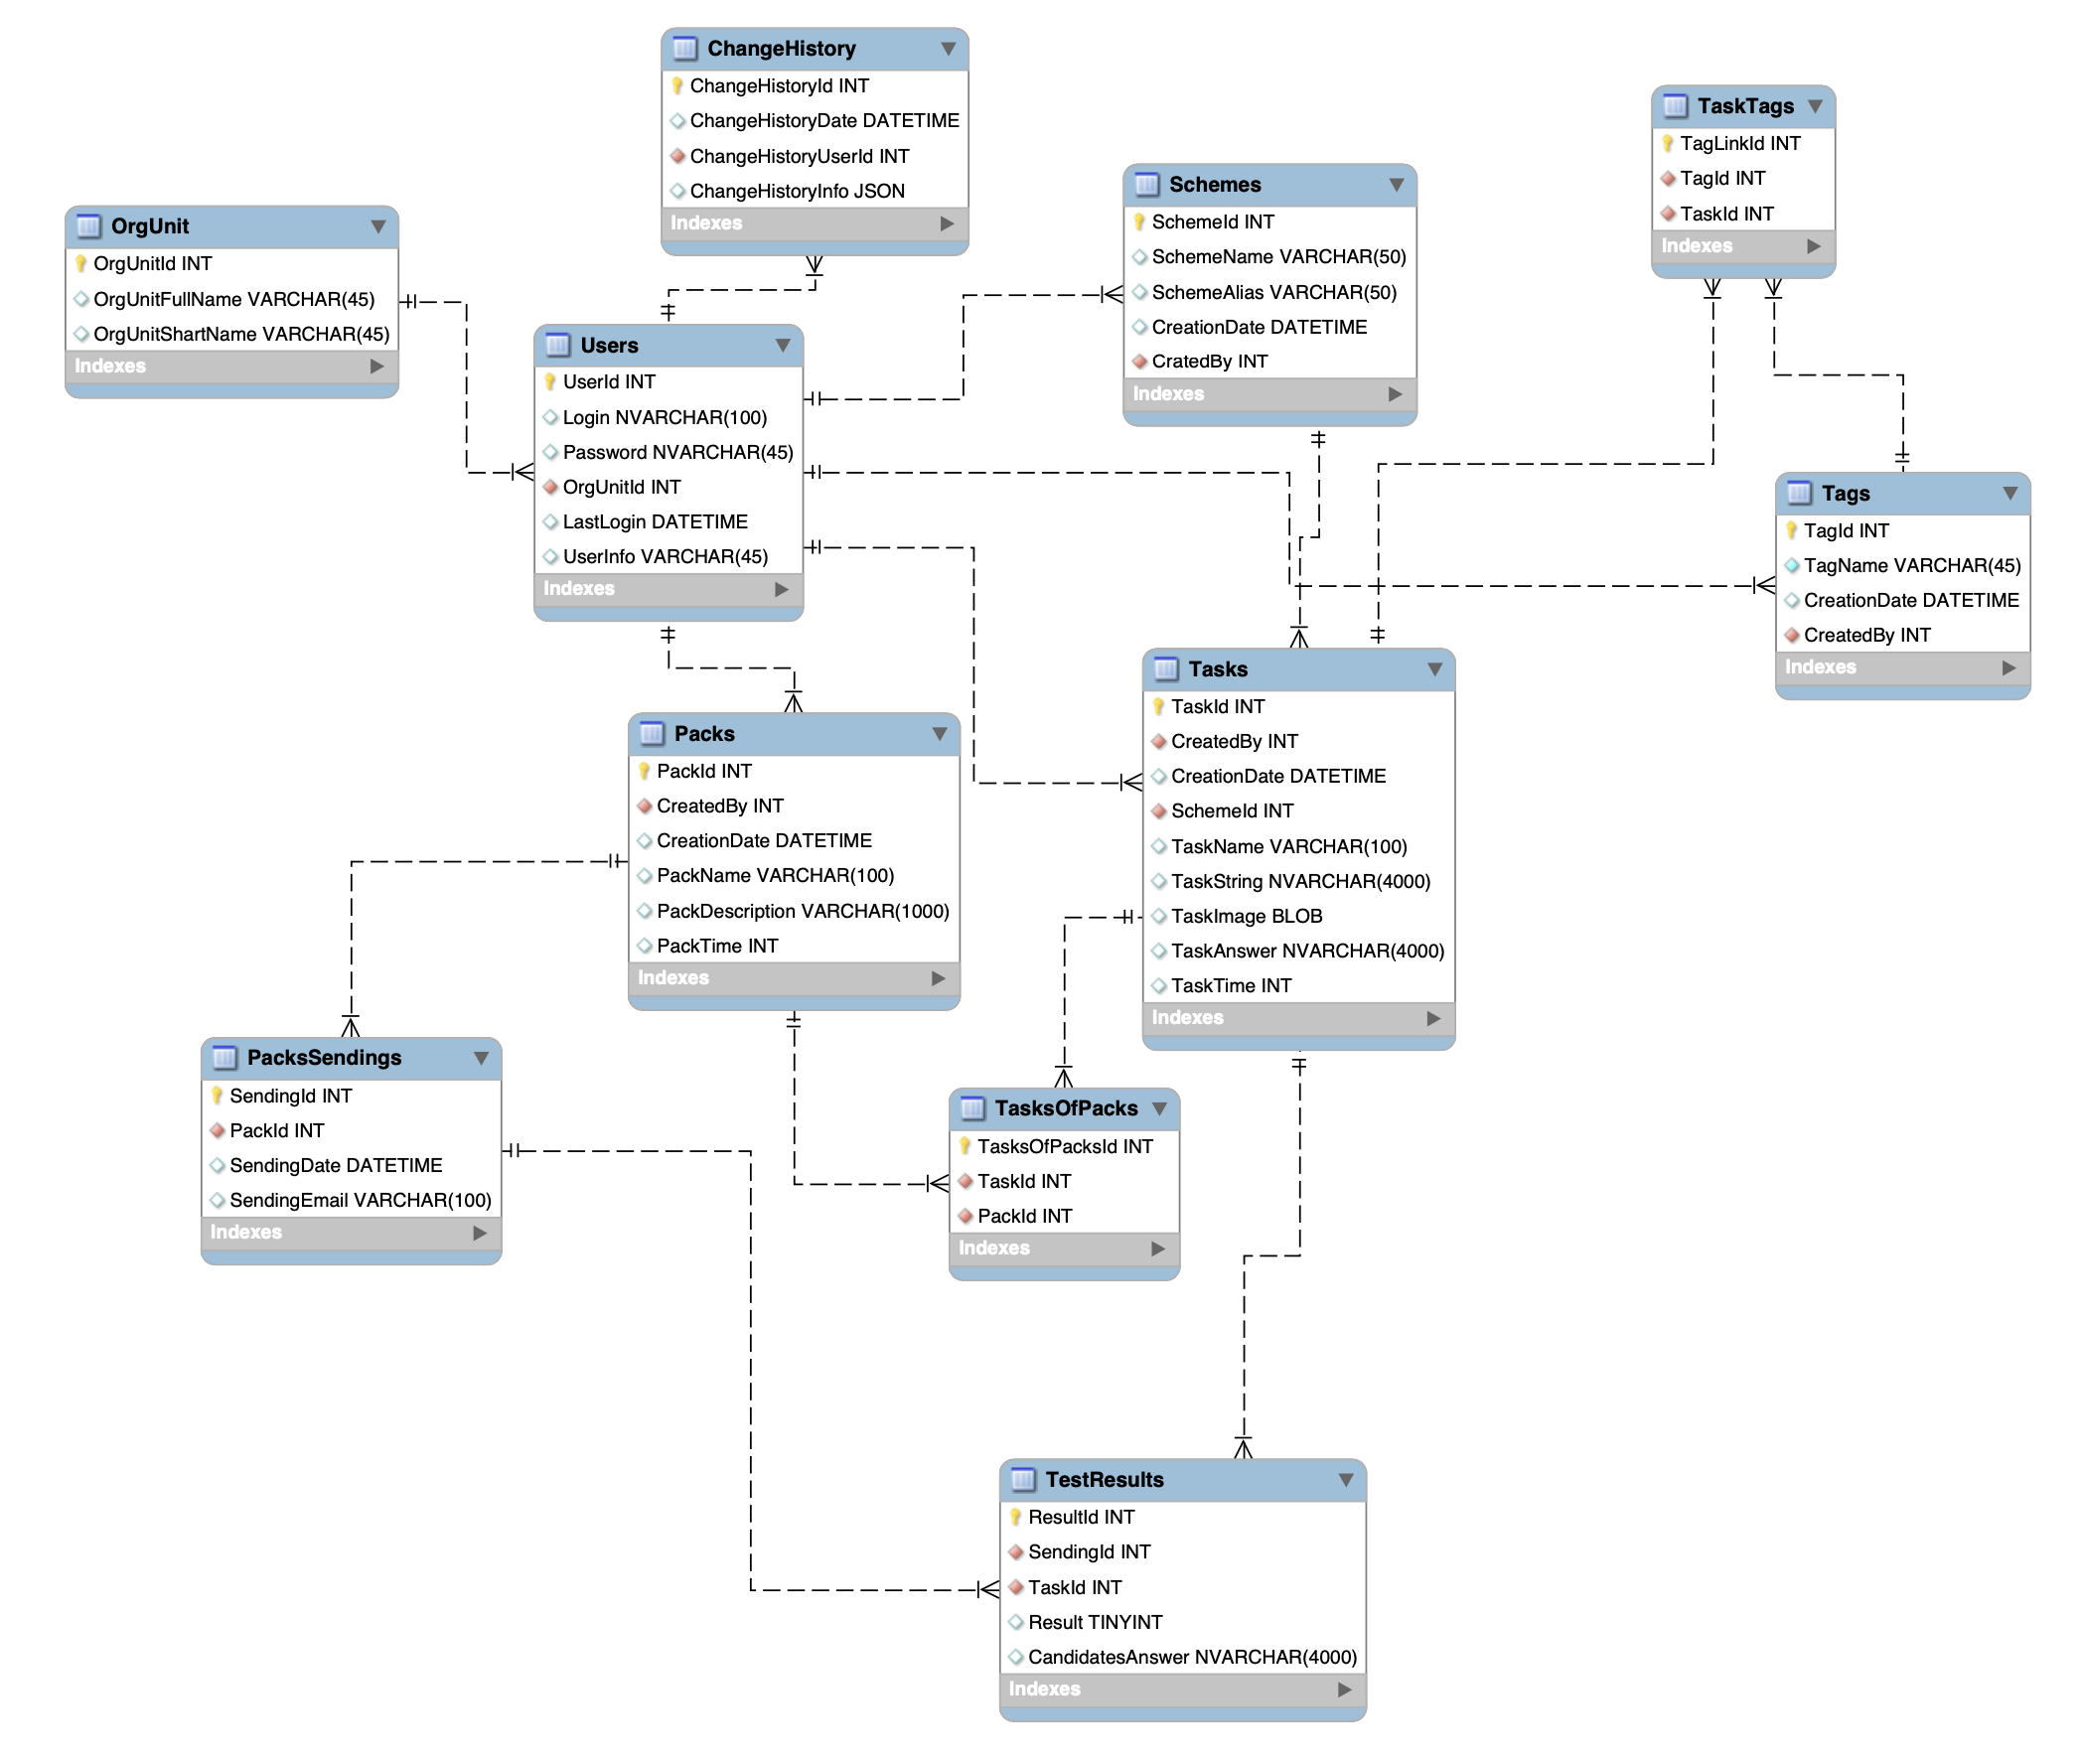 ChangeHistory
ChangeHistoryId INT
ChangeHistoryDate DATETIME
ChangeHistoryUserId INT
ChangeHistoryInfo JSON
Indexes
TaskTags
TagLinkId INT
TagId INT
TaskId INT
Indexes
Schemes
SchemeId INT
SchemeName VARCHAR(50)
SchemeAlias VARCHAR(50)
CreationDate DATETIME
CratedBy INT
Indexes
OrgUnit
OrgUnitId INT
OrgUnitFullName VARCHAR(45)
OrgUnitShartName VARCHAR(45)
Indexes
Users
UserId INT
Login NVARCHAR(100)
Password NVARCHAR(45)
OrgUnitId INT
LastLogin DATETIME
UserInfo VARCHAR(45)
Indexes
Tags
TagId INT
TagName VARCHAR(45)
CreationDate DATETIME
CreatedBy INT
Indexes
Tasks
TaskId INT
CreatedBy INT
CreationDate DATETIME
SchemeId INT
TaskName VARCHAR(100)
TaskString NVARCHAR(4000)
TaskImage BLOB
TaskAnswer NVARCHAR(4000)
TaskTime INT
Indexes
Packs
PackId INT
CreatedBy INT
CreationDate DATETIME
PackName VARCHAR(100)
PackDescription VARCHAR(1000)
PackTime INT
Indexes
PacksSendings
SendingId INT
PackId INT
SendingDate DATETIME
SendingEmail VARCHAR(100)
Indexes
TasksOfPacks
TasksOfPacksId INT
TaskId INT
PackId INT
Indexes
TestResults
ResultId INT
SendingId INT
TaskId INT
Result TINYINT
CandidatesAnswer NVARCHAR(4000)
Indexes